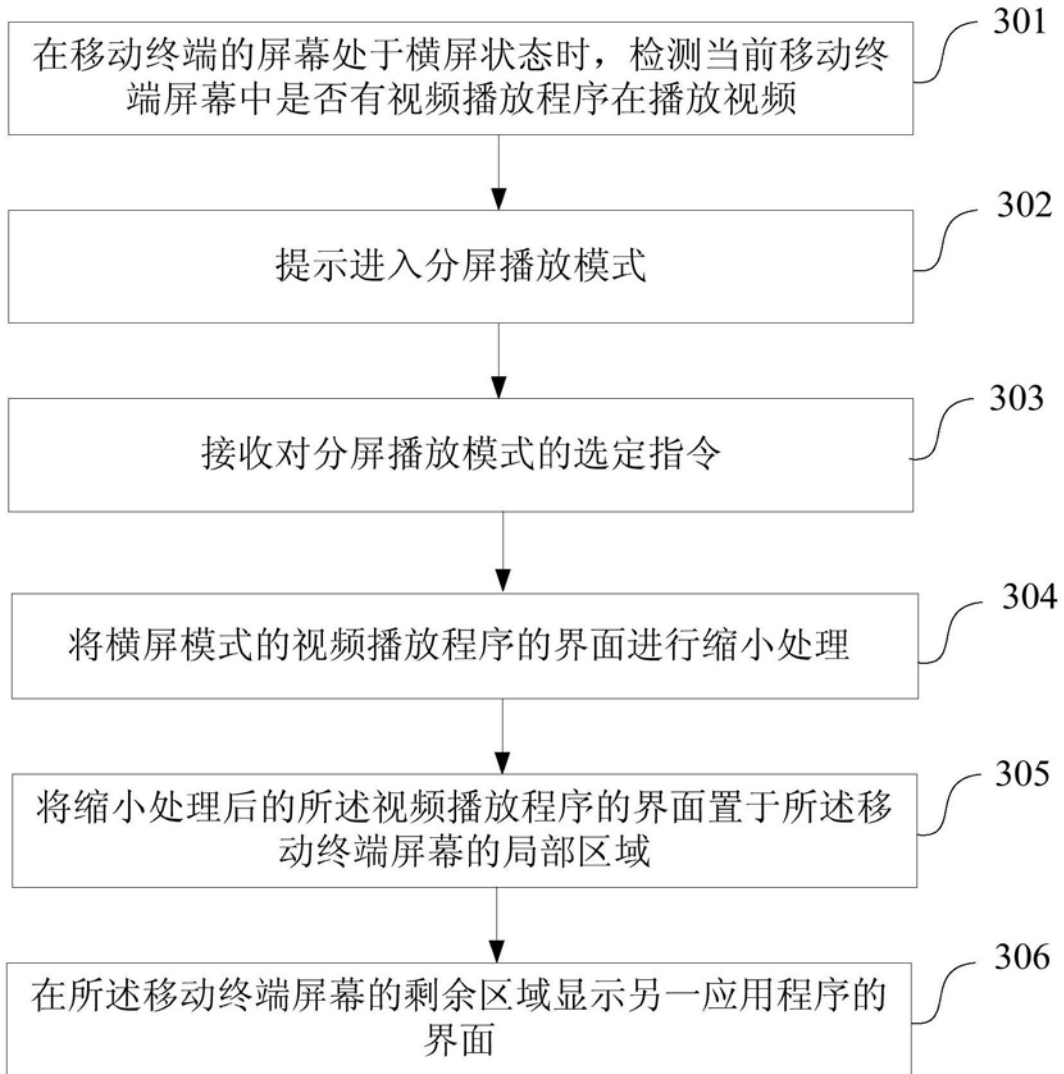 301
在移动终端的屏幕处于横屏状态时，检测当前移动终
端屏幕中是否有视频播放程序在播放视频
302
提示进入分屏播放模式
303
接收对分屏播放模式的选定指令
304
将横屏模式的视频播放程序的界面进行缩小处理
305
将缩小处理后的所述视频播放程序的界面置于所述移
动终端屏幕的局部区域
306
在所述移动终端屏幕的剩余区域显示另一应用程序的
界面